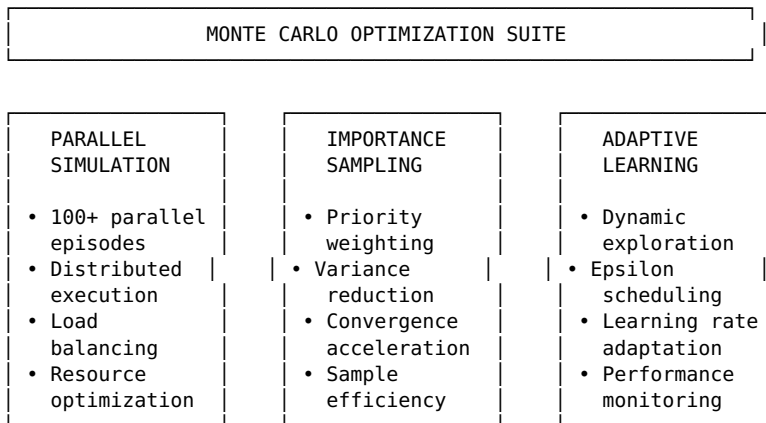 MONTE CARLO OPTIMIZATION SUITE
PARALLEL
SIMULATION
• 100+ parallel
episodes
• Distributed
execution
• Load
balancing
• Resource
optimization
IMPORTANCE
SAMPLING
• Priority
weighting
• Variance
reduction
• Convergence
acceleration
• Sample
efficiency
ADAPTIVE
LEARNING
• Dynamic
exploration
• Epsilon
scheduling
• Learning rate
adaptation
• Performance
monitoring